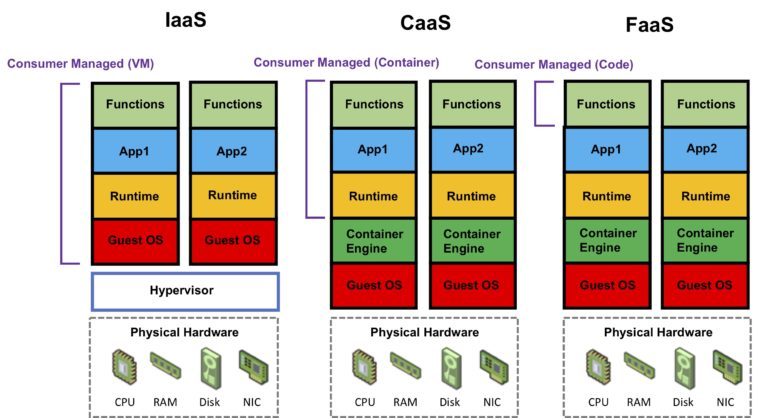 IaaS
CaaS
FaaS
Consumer Managed (VM)
Consumer Managed (Container)
Consumer Managed (Code)
Functions
Functions
App1
App2
Runtime
Runtime
Guest OS
Guest OS
Hypervisor
Physical Hardware
CPU
RAM
Disk
NIC
Functions
Functions
App1
App2
Runtime
Runtime
Container
Engine
Container
Engine
Guest OS
Guest OS
Physical Hardware
CPU
RAM
Disk
NIC
Functions
Functions
App1
App2
Runtime
Runtime
Container
Engine
Container
Engine
Guest OS
Guest OS
Physical Hardware
CPU
RAM
Disk
NIC